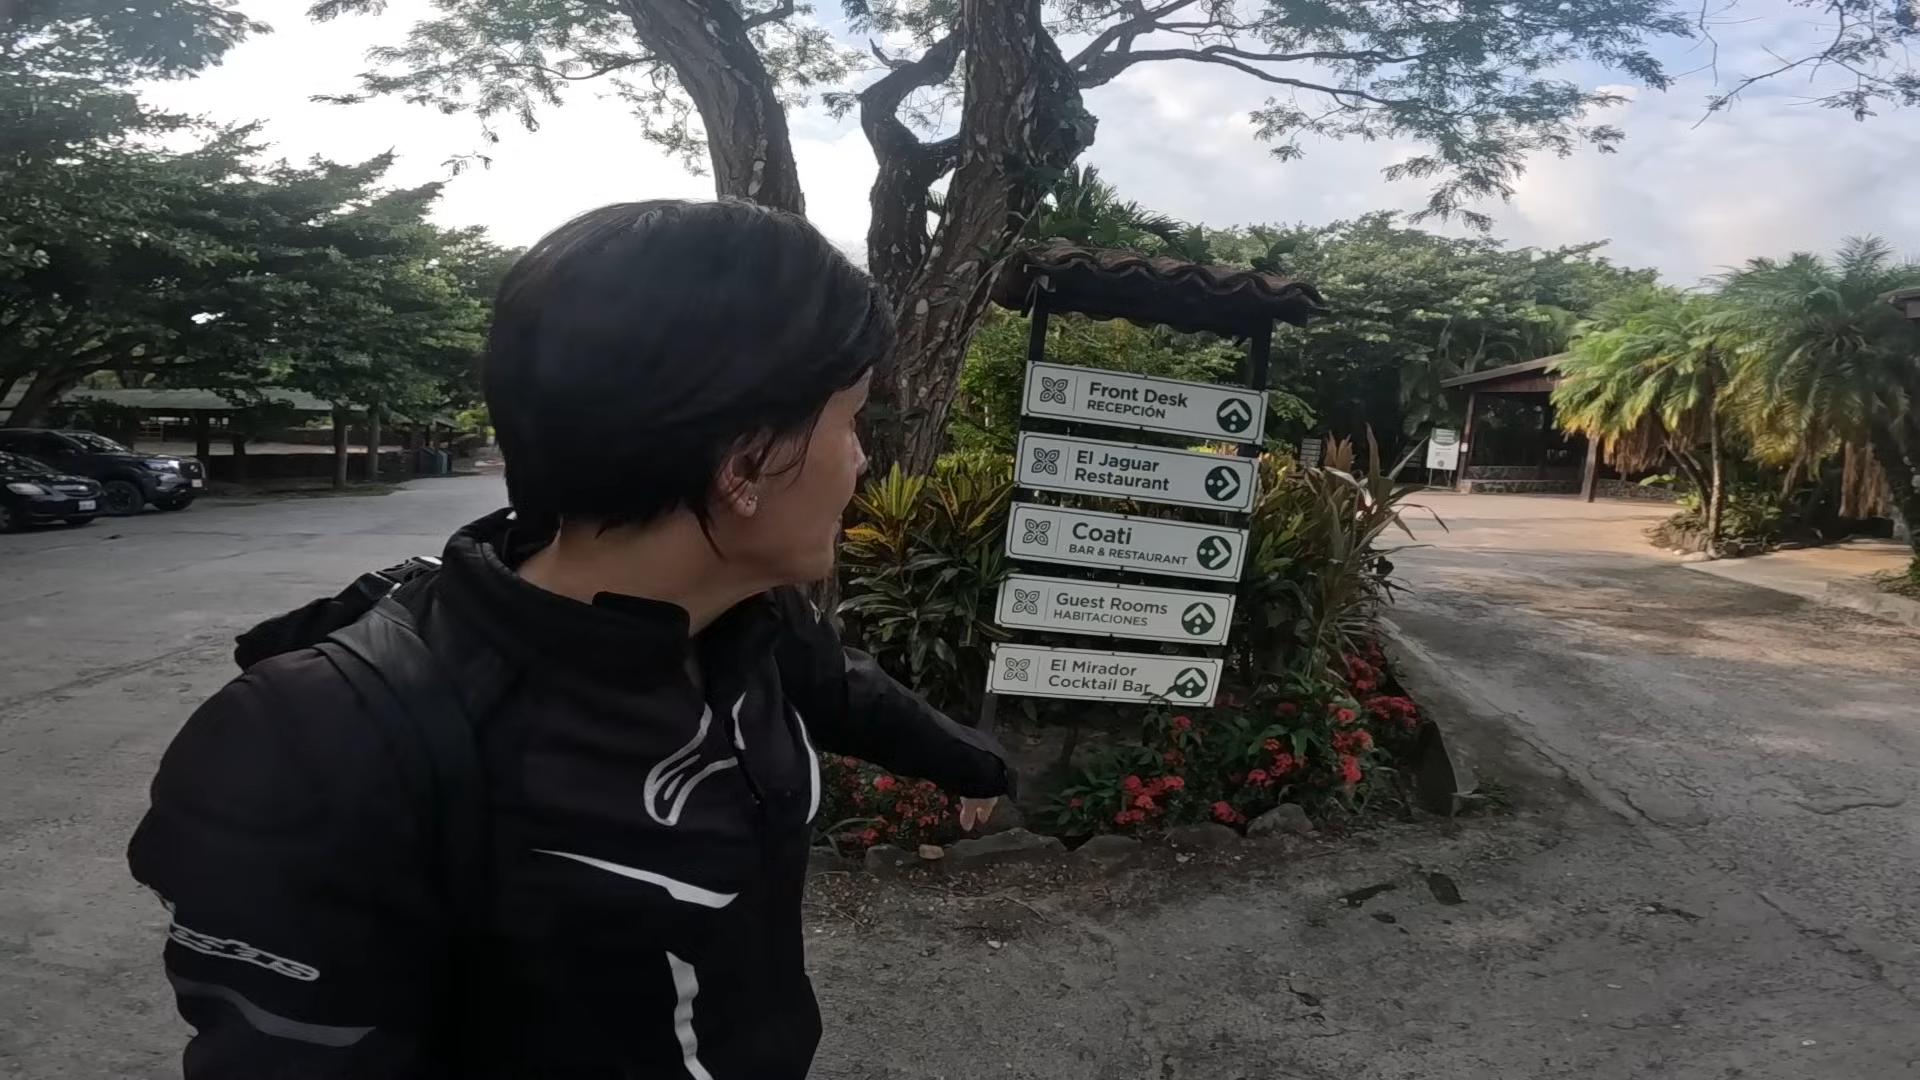 Front Desk
RECEPCIÓN
El Jaguar
Restaurant
Coati
BAR & RESTAURANT
Guest Rooms
HABITACIONES
El Mirador
Cocktail Bar